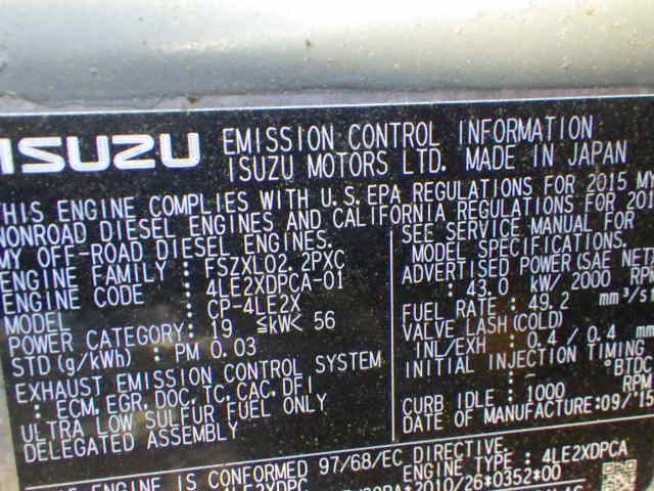 ISUZU EMISSION CONTROL INFORMATION
ISUZU MOTORS LTD. MADE IN JAPAN
THIS ENGINE COMPLIES WITH U.S.EPA REGULATIONS FOR 2015 MY
NONROAD DIESEL ENGINES AND CALIFORNIA REGULATIONS FOR 201
MY OFF-ROAD DIESEL ENGINES.
ENGINE FAMILY : FSZXL02.2PXC
ENGINE CODE : 4LE2XDPCA-01
MODEL : CP-4LE2X
POWER CATEGORY: 19 ≦kW< 56
STD (g/kWh) : PM 0.03
EXHAUST EMISSION CONTROL SYSTEM
: ECM, EGR, DOC, TC, CAC, DFI
ULTRA LOW SULFUR FUEL ONLY
DELEGATED ASSEMBLY
SEE SERVICE MANUAL FOR
MODEL SPECIFICATIONS.
ADVERTISED POWER(SAE NET)
: 43.0 kW/ 2000 RPM
FUEL RATE : 49.2 mm³/st
VALVE LASH (COLD)
INL/EXH : 0.4 / 0.4 mm
INITIAL INJECTION TIMING
: - °BTDC
CURB IDLE : 1000 RPM
DATE OF MANUFACTURE:09/'15
ENGINE IS CONFORMED 97/68/EC DIRECTIVE
ENGINE TYPE : 4LE2XDPCA
4LE2XDPC
*2010/26*0352*00